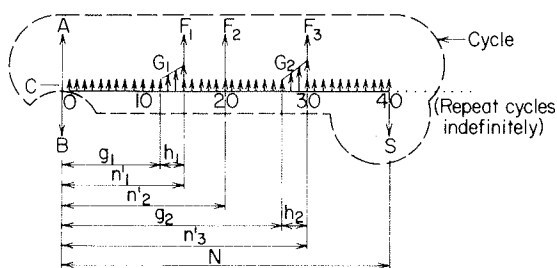 A F₁ F₂ F₃
Cycle
G₁ G₂
C
0 10 20 30 40
(Repeat cycles
indefinitely)
B S
g₁ h₁
n'₁
n'₂
g₂ h₂
n'₃
N